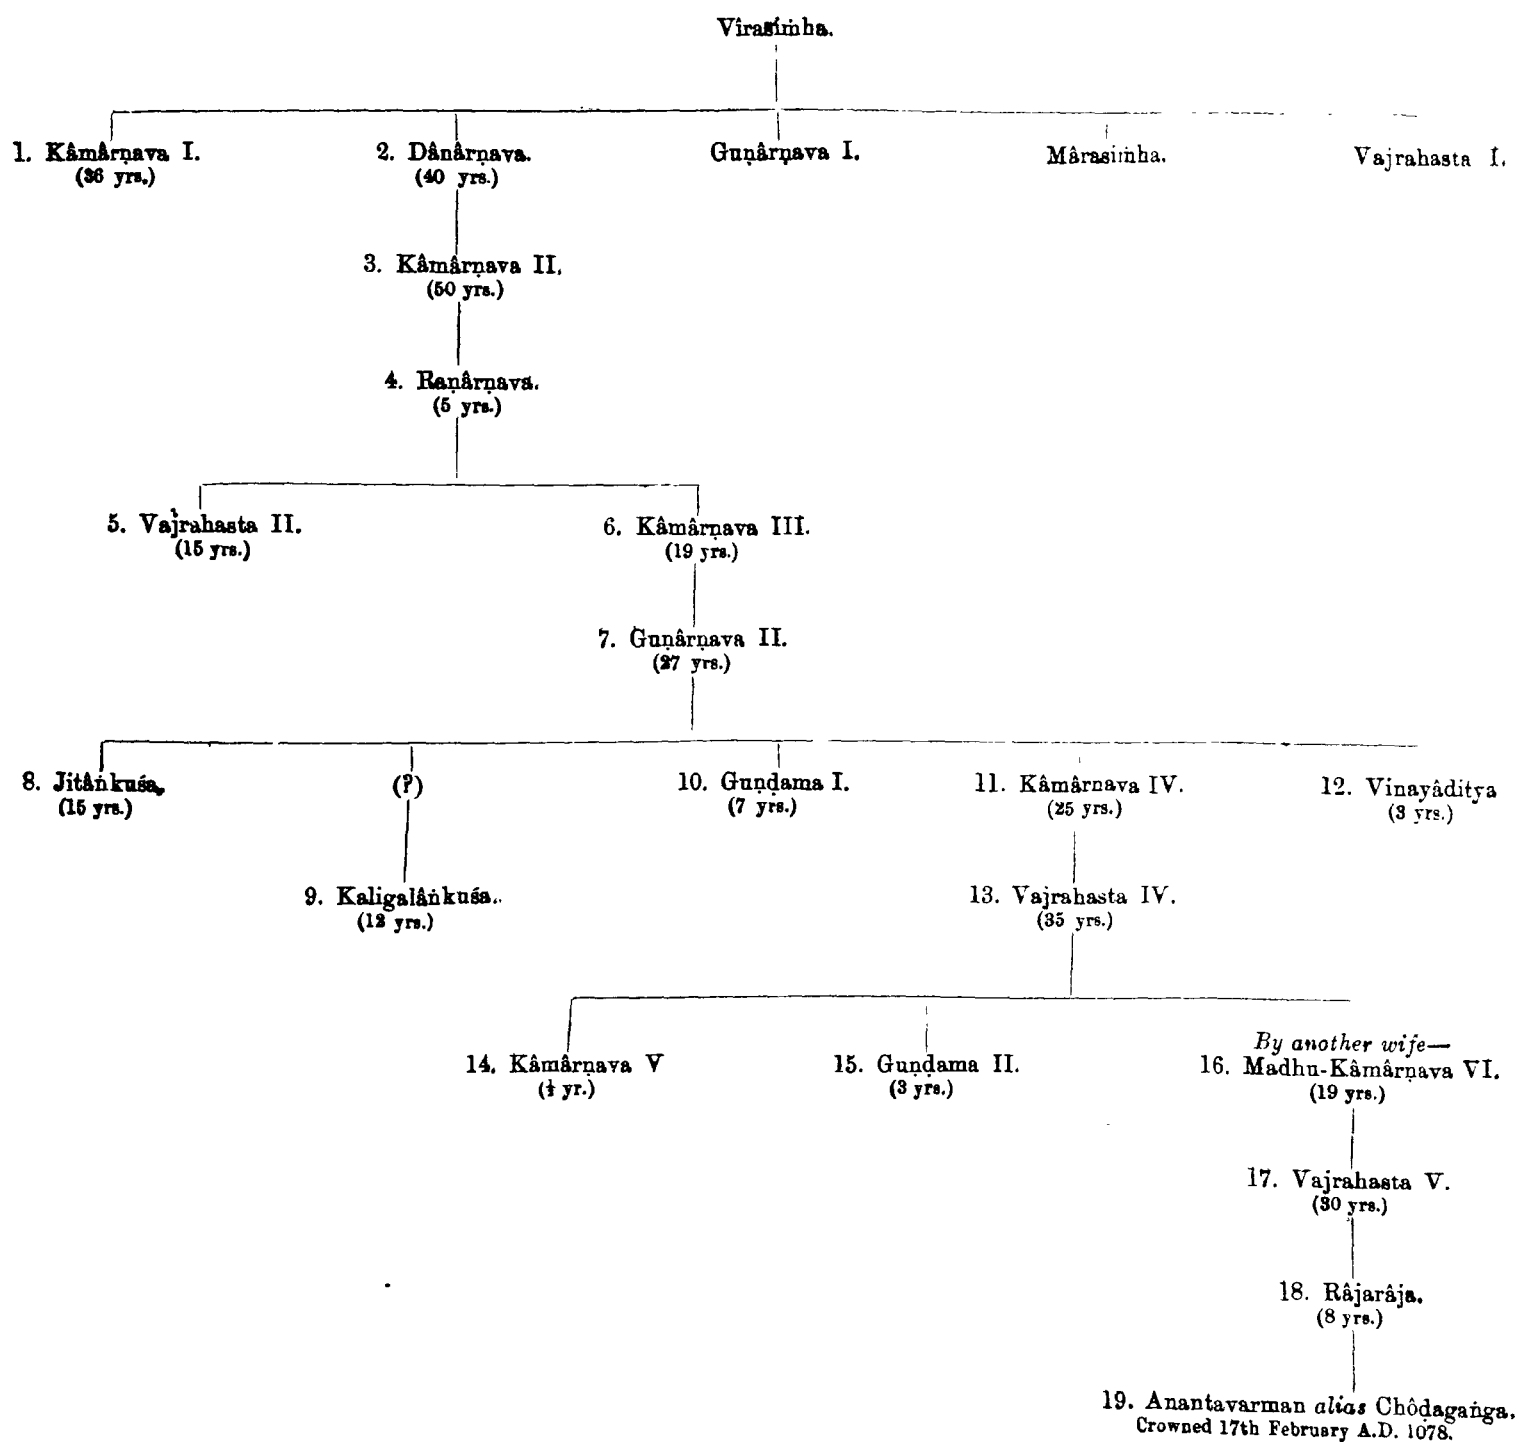 Vîrasiṁha.
1. Kâmârṇava I.
(36 yrs.)
2. Dânârṇava.
(40 yrs.)
Guṇârṇava I.
Mârasiṁha.
Vajrahasta I.
3. Kâmârṇava II.
(50 yrs.)
4. Raṇârṇava.
(5 yrs.)
5. Vajrahasta II.
(15 yrs.)
6. Kâmârṇava III.
(19 yrs.)
7. Guṇârṇava II.
(27 yrs.)
8. Jitâṅkuśa.
(15 yrs.)
(?)
10. Guṇḍama I.
(7 yrs.)
11. Kâmârnava IV.
(25 yrs.)
12. Vinayâditya
(3 yrs.)
9. Kaligalâṅkuśa.
(12 yrs.)
13. Vajrahasta IV.
(35 yrs.)
14. Kâmârṇava V
(½ yr.)
15. Guṇḍama II.
(3 yrs.)
By another wife—
16. Madhu-Kâmârṇava VI.
(19 yrs.)
17. Vajrahasta V.
(30 yrs.)
18. Râjarâja.
(8 yrs.)
19. Anantavarman alias Chôḍagaṅga.
Crowned 17th February A.D. 1078.